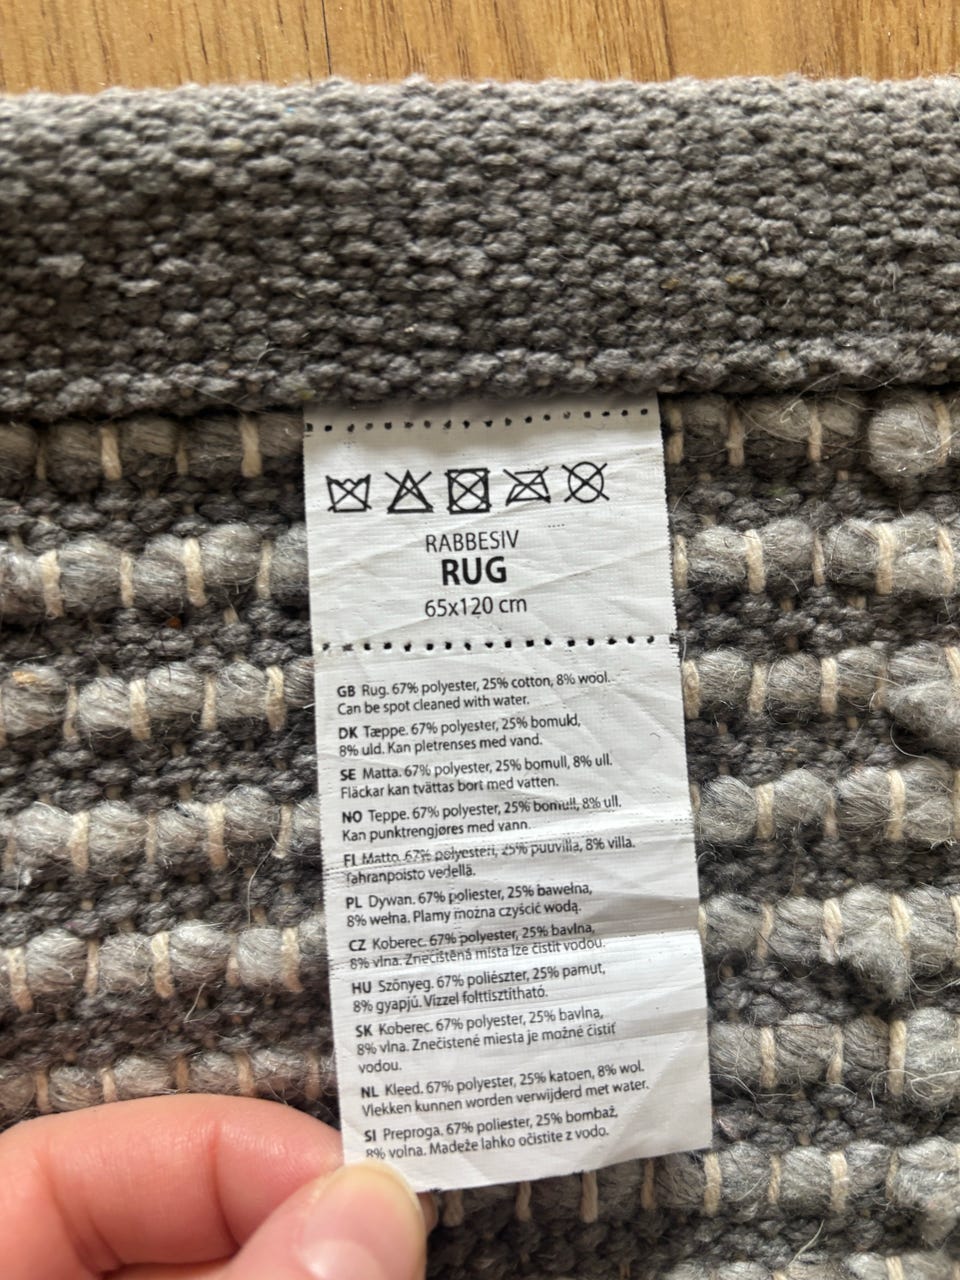 RABBESIV
RUG
65x120 cm
GB Rug. 67% polyester, 25% cotton, 8% wool.
Can be spot cleaned with water.
DK Tæppe. 67% polyester, 25% bomuld,
8% uld. Kan pletrenses med vand.
SE Matta. 67% polyester, 25% bomull, 8% ull.
Fläckar kan tvättas bort med vatten.
NO Teppe. 67% polyester, 25% bomull, 8% ull.
Kan punktrengjøres med vann.
FI Matto. 67% polyesteri, 25% puuvilla, 8% villa.
Tahranpoisto vedellä.
PL Dywan. 67% poliester, 25% bawełna,
8% wełna. Plamy można czyścić wodą.
CZ Koberec. 67% polyester, 25% bavlna,
8% vlna. Znečištěná místa lze čistit vodou.
HU Szőnyeg. 67% poliészter, 25% pamut,
8% gyapjú. Vízzel folttisztítható.
SK Koberec. 67% polyester, 25% bavlna,
8% vlna. Znečistené miesta je možné čistiť
vodou.
NL Kleed. 67% polyester, 25% katoen, 8% wol.
Vlekken kunnen worden verwijderd met water.
SI Preproga. 67% poliester, 25% bombaž,
8% volna. Madeže lahko očistite z vodo.